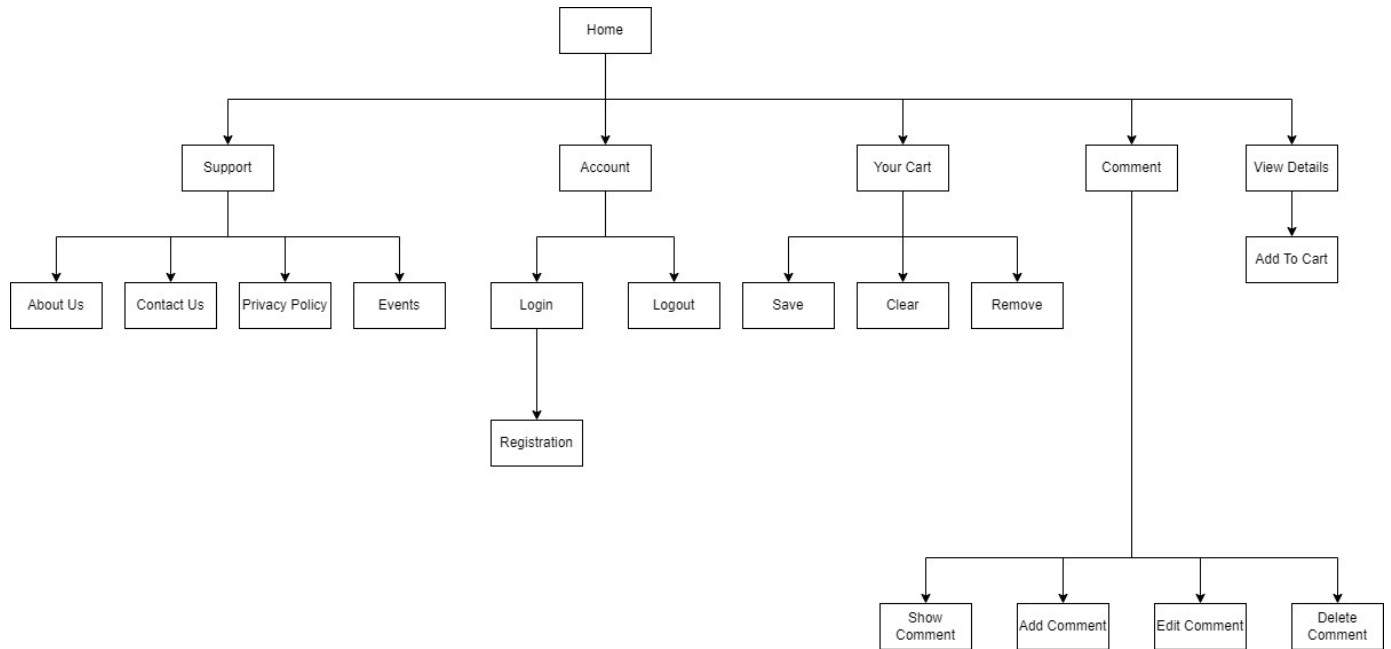 Home
Support
Account
Your Cart
Comment
View Details
Add To Cart
About Us
Contact Us
Privacy Policy
Events
Login
Logout
Save
Clear
Remove
Registration
Show
Comment
Add Comment
Edit Comment
Delete
Comment